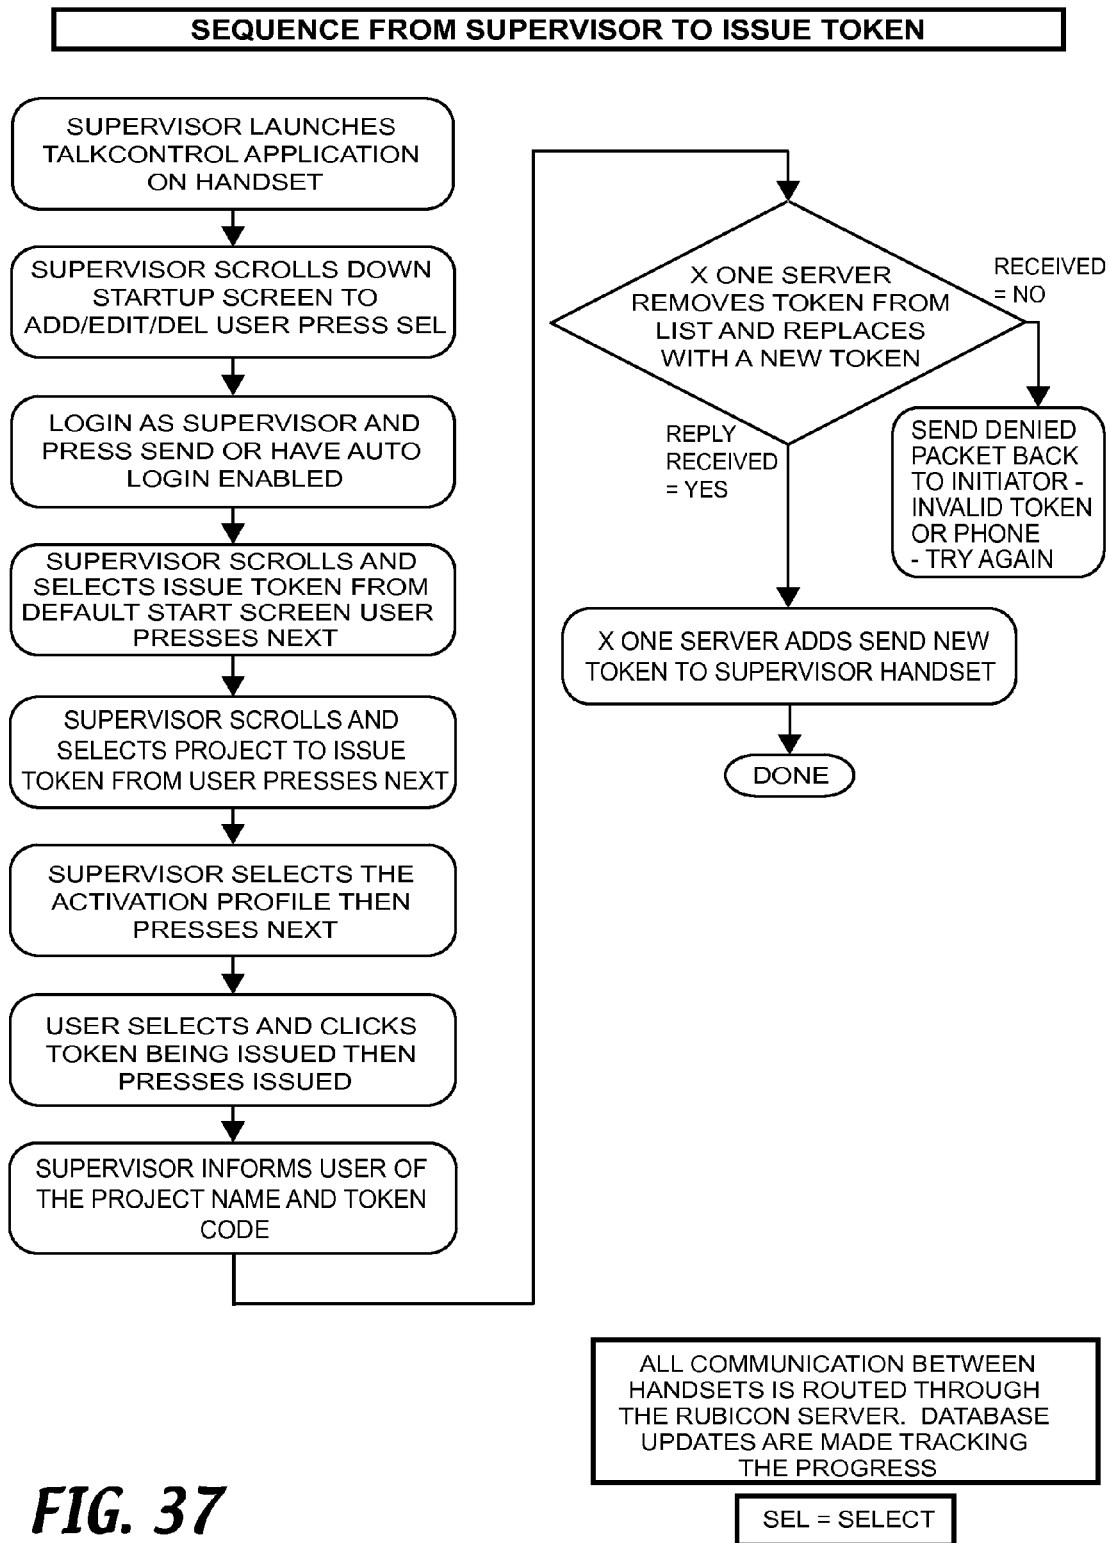 SEQUENCE FROM SUPERVISOR TO ISSUE TOKEN
SUPERVISOR LAUNCHES
TALKCONTROL APPLICATION
ON HANDSET
SUPERVISOR SCROLLS DOWN
STARTUP SCREEN TO
ADD/EDIT/DEL USER PRESS SEL
LOGIN AS SUPERVISOR AND
PRESS SEND OR HAVE AUTO
LOGIN ENABLED
SUPERVISOR SCROLLS AND
SELECTS ISSUE TOKEN FROM
DEFAULT START SCREEN USER
PRESSES NEXT
SUPERVISOR SCROLLS AND
SELECTS PROJECT TO ISSUE
TOKEN FROM USER PRESSES NEXT
SUPERVISOR SELECTS THE
ACTIVATION PROFILE THEN
PRESSES NEXT
USER SELECTS AND CLICKS
TOKEN BEING ISSUED THEN
PRESSES ISSUED
SUPERVISOR INFORMS USER OF
THE PROJECT NAME AND TOKEN
CODE
X ONE SERVER
REMOVES TOKEN FROM
LIST AND REPLACES
WITH A NEW TOKEN
RECEIVED
= NO
SEND DENIED
PACKET BACK
TO INITIATOR -
INVALID TOKEN
OR PHONE
- TRY AGAIN
REPLY
RECEIVED
= YES
X ONE SERVER ADDS SEND NEW
TOKEN TO SUPERVISOR HANDSET
DONE
ALL COMMUNICATION BETWEEN
HANDSETS IS ROUTED THROUGH
THE RUBICON SERVER. DATABASE
UPDATES ARE MADE TRACKING
THE PROGRESS
SEL = SELECT
FIG. 37